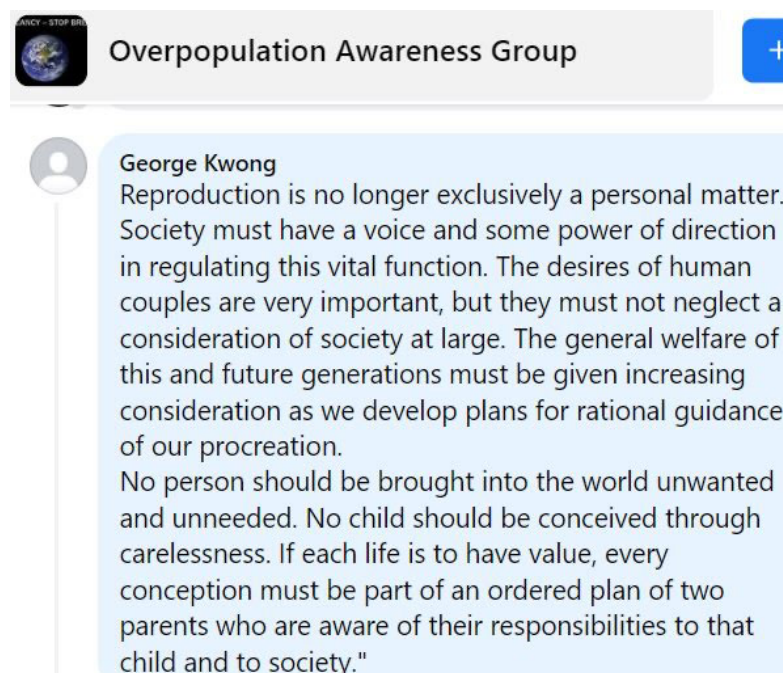 ANCY – STOP BRE
Overpopulation Awareness Group
+
George Kwong
Reproduction is no longer exclusively a personal matter.
Society must have a voice and some power of direction
in regulating this vital function. The desires of human
couples are very important, but they must not neglect a
consideration of society at large. The general welfare of
this and future generations must be given increasing
consideration as we develop plans for rational guidance
of our procreation.
No person should be brought into the world unwanted
and unneeded. No child should be conceived through
carelessness. If each life is to have value, every
conception must be part of an ordered plan of two
parents who are aware of their responsibilities to that
child and to society."